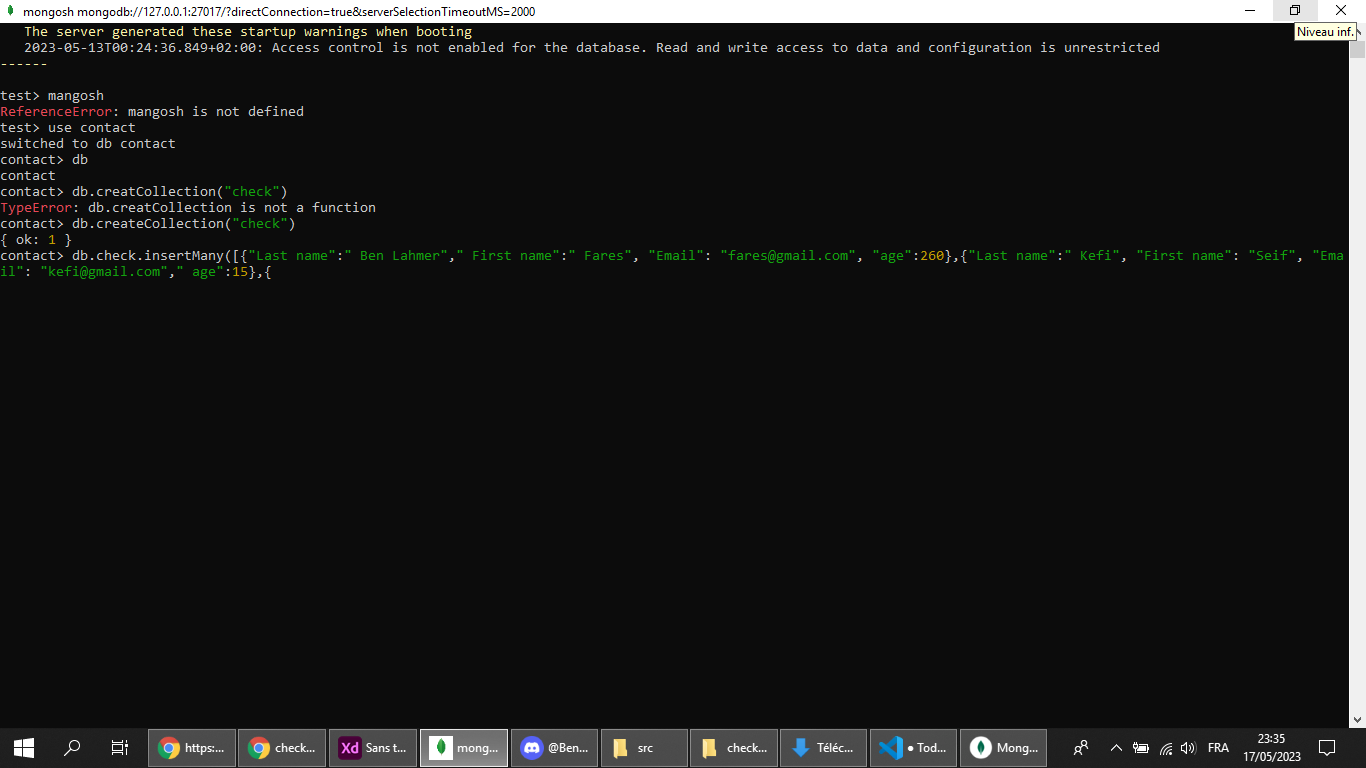 mongosh mongodb://127.0.0.1:27017/?directConnection=true&serverSelectionTimeoutMS=2000
The server generated these startup warnings when booting
2023-05-13T00:24:36.849+02:00: Access control is not enabled for the database. Read and write access to data and configuration is unrestricted
Niveau inf.
------
test> mangosh
ReferenceError: mangosh is not defined
test> use contact
switched to db contact
contact> db
contact
contact> db.creatCollection("check")
TypeError: db.creatCollection is not a function
contact> db.createCollection("check")
{ ok: 1 }
contact> db.check.insertMany([{"Last name":" Ben Lahmer"," First name":" Fares", "Email": "fares@gmail.com", "age":260},{"Last name":" Kefi", "First name": "Seif", "Ema
il": "kefi@gmail.com"," age":15},{
https:... check... Xd Sans t... mong... @Ben... src check... Téléc... ● Tod... Mong... FRA 23:35
17/05/2023